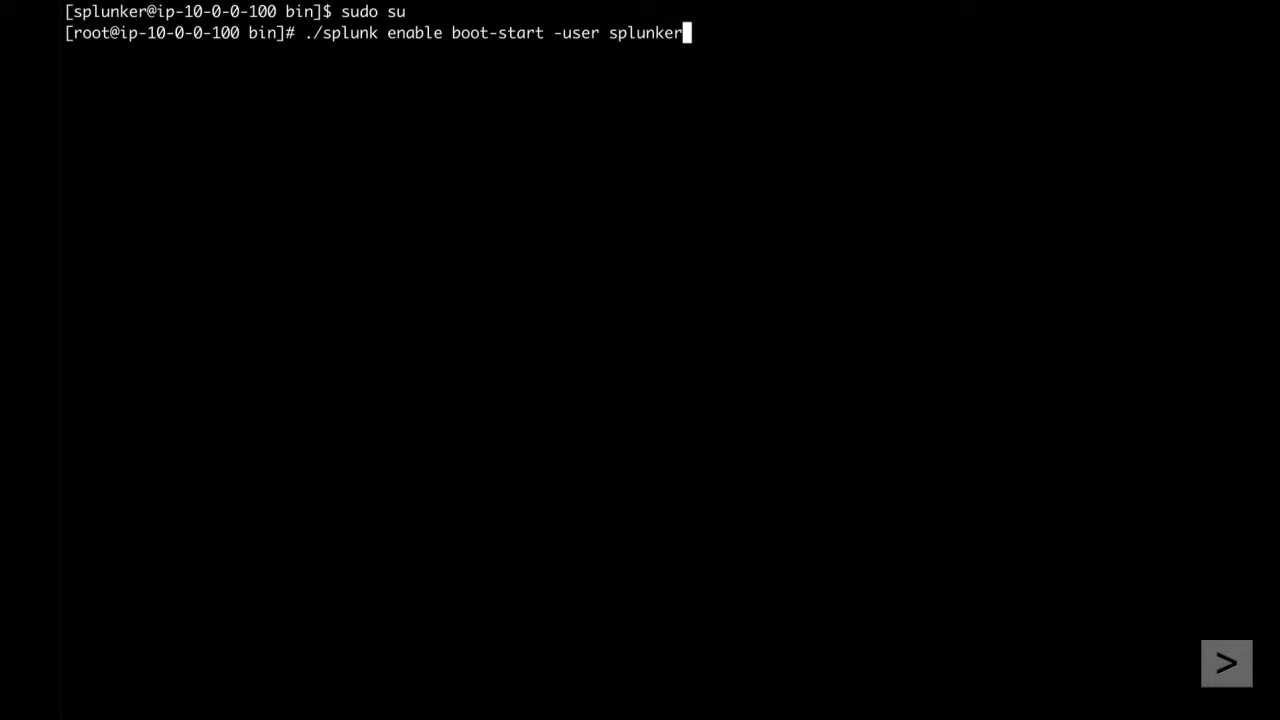 [splunker@ip-10-0-0-100 bin]$ sudo su
[root@ip-10-0-0-100 bin]# ./splunk enable boot-start -user splunker
>